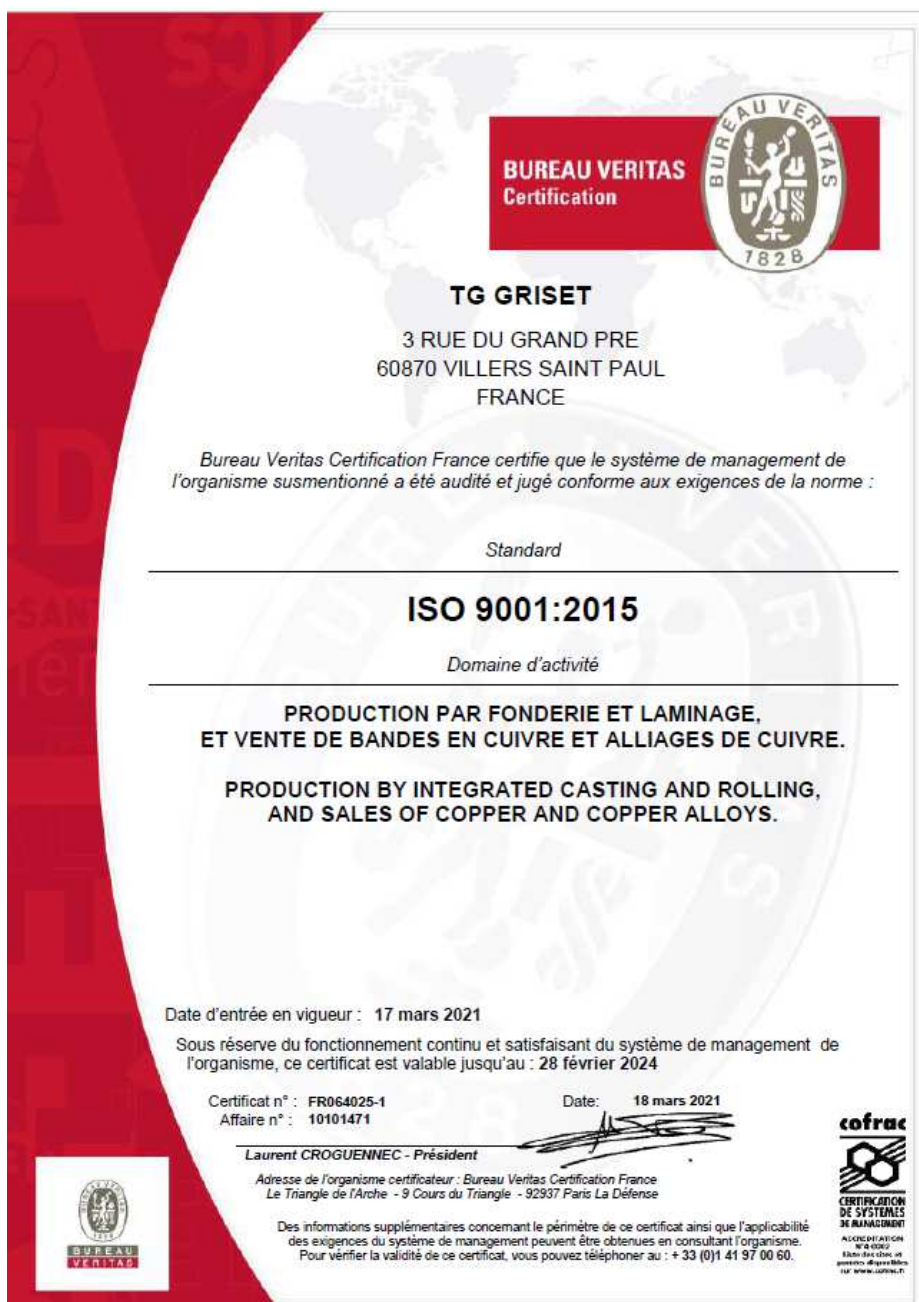 BUREAU VERITAS
Certification
BUREAU VERITAS
1828
TG GRISET
3 RUE DU GRAND PRE
60870 VILLERS SAINT PAUL
FRANCE
Bureau Veritas Certification France certifie que le système de management de
l'organisme susmentionné a été audité et jugé conforme aux exigences de la norme :
Standard
ISO 9001:2015
Domaine d'activité
PRODUCTION PAR FONDERIE ET LAMINAGE,
ET VENTE DE BANDES EN CUIVRE ET ALLIAGES DE CUIVRE.
PRODUCTION BY INTEGRATED CASTING AND ROLLING,
AND SALES OF COPPER AND COPPER ALLOYS.
Date d'entrée en vigueur : 17 mars 2021
Sous réserve du fonctionnement continu et satisfaisant du système de management de
l'organisme, ce certificat est valable jusqu'au : 28 février 2024
Certificat n° : FR064025-1 Date: 18 mars 2021
Affaire n° : 10101471
Laurent CROGUENNEC - Président
Adresse de l'organisme certificateur : Bureau Veritas Certification France
Le Triangle de l'Arche - 9 Cours du Triangle - 92937 Paris La Défense
Des informations supplémentaires concernant le périmètre de ce certificat ainsi que l'applicabilité
des exigences du système de management peuvent être obtenues en consultant l'organisme.
Pour vérifier la validité de ce certificat, vous pouvez téléphoner au : + 33 (0)1 41 97 00 60.
BUREAU
VERITAS
cofrac
CERTIFICATION
DE SYSTEMES
DE MANAGEMENT
ACCREDITATION